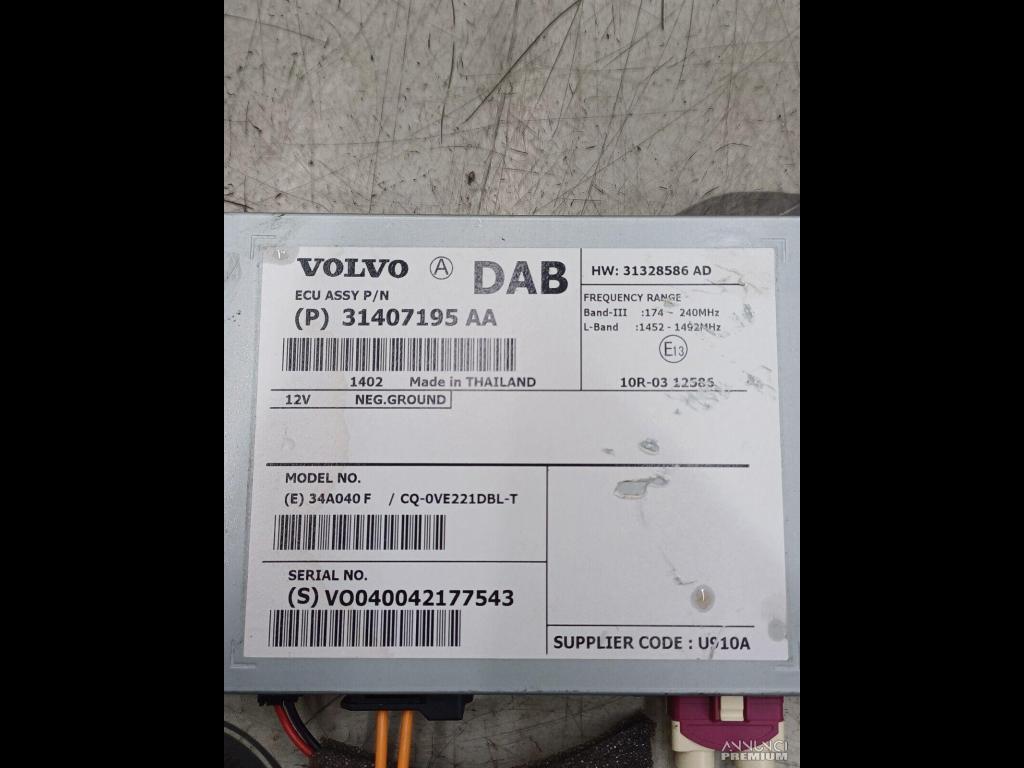 VOLVO A DAB
ECU ASSY P/N
(P) 31407195 AA
1402 Made in THAILAND
12V NEG.GROUND
HW: 31328586 AD
FREQUENCY RANGE
Band-III :174 - 240MHz
L-Band :1452 - 1492MHz
E13
10R-03 12586
MODEL NO.
(E) 34A040 F / CQ-0VE221DBL-T
SERIAL NO.
(S) VO040042177543
SUPPLIER CODE : U910A
ANNUNCI
PREMIUM